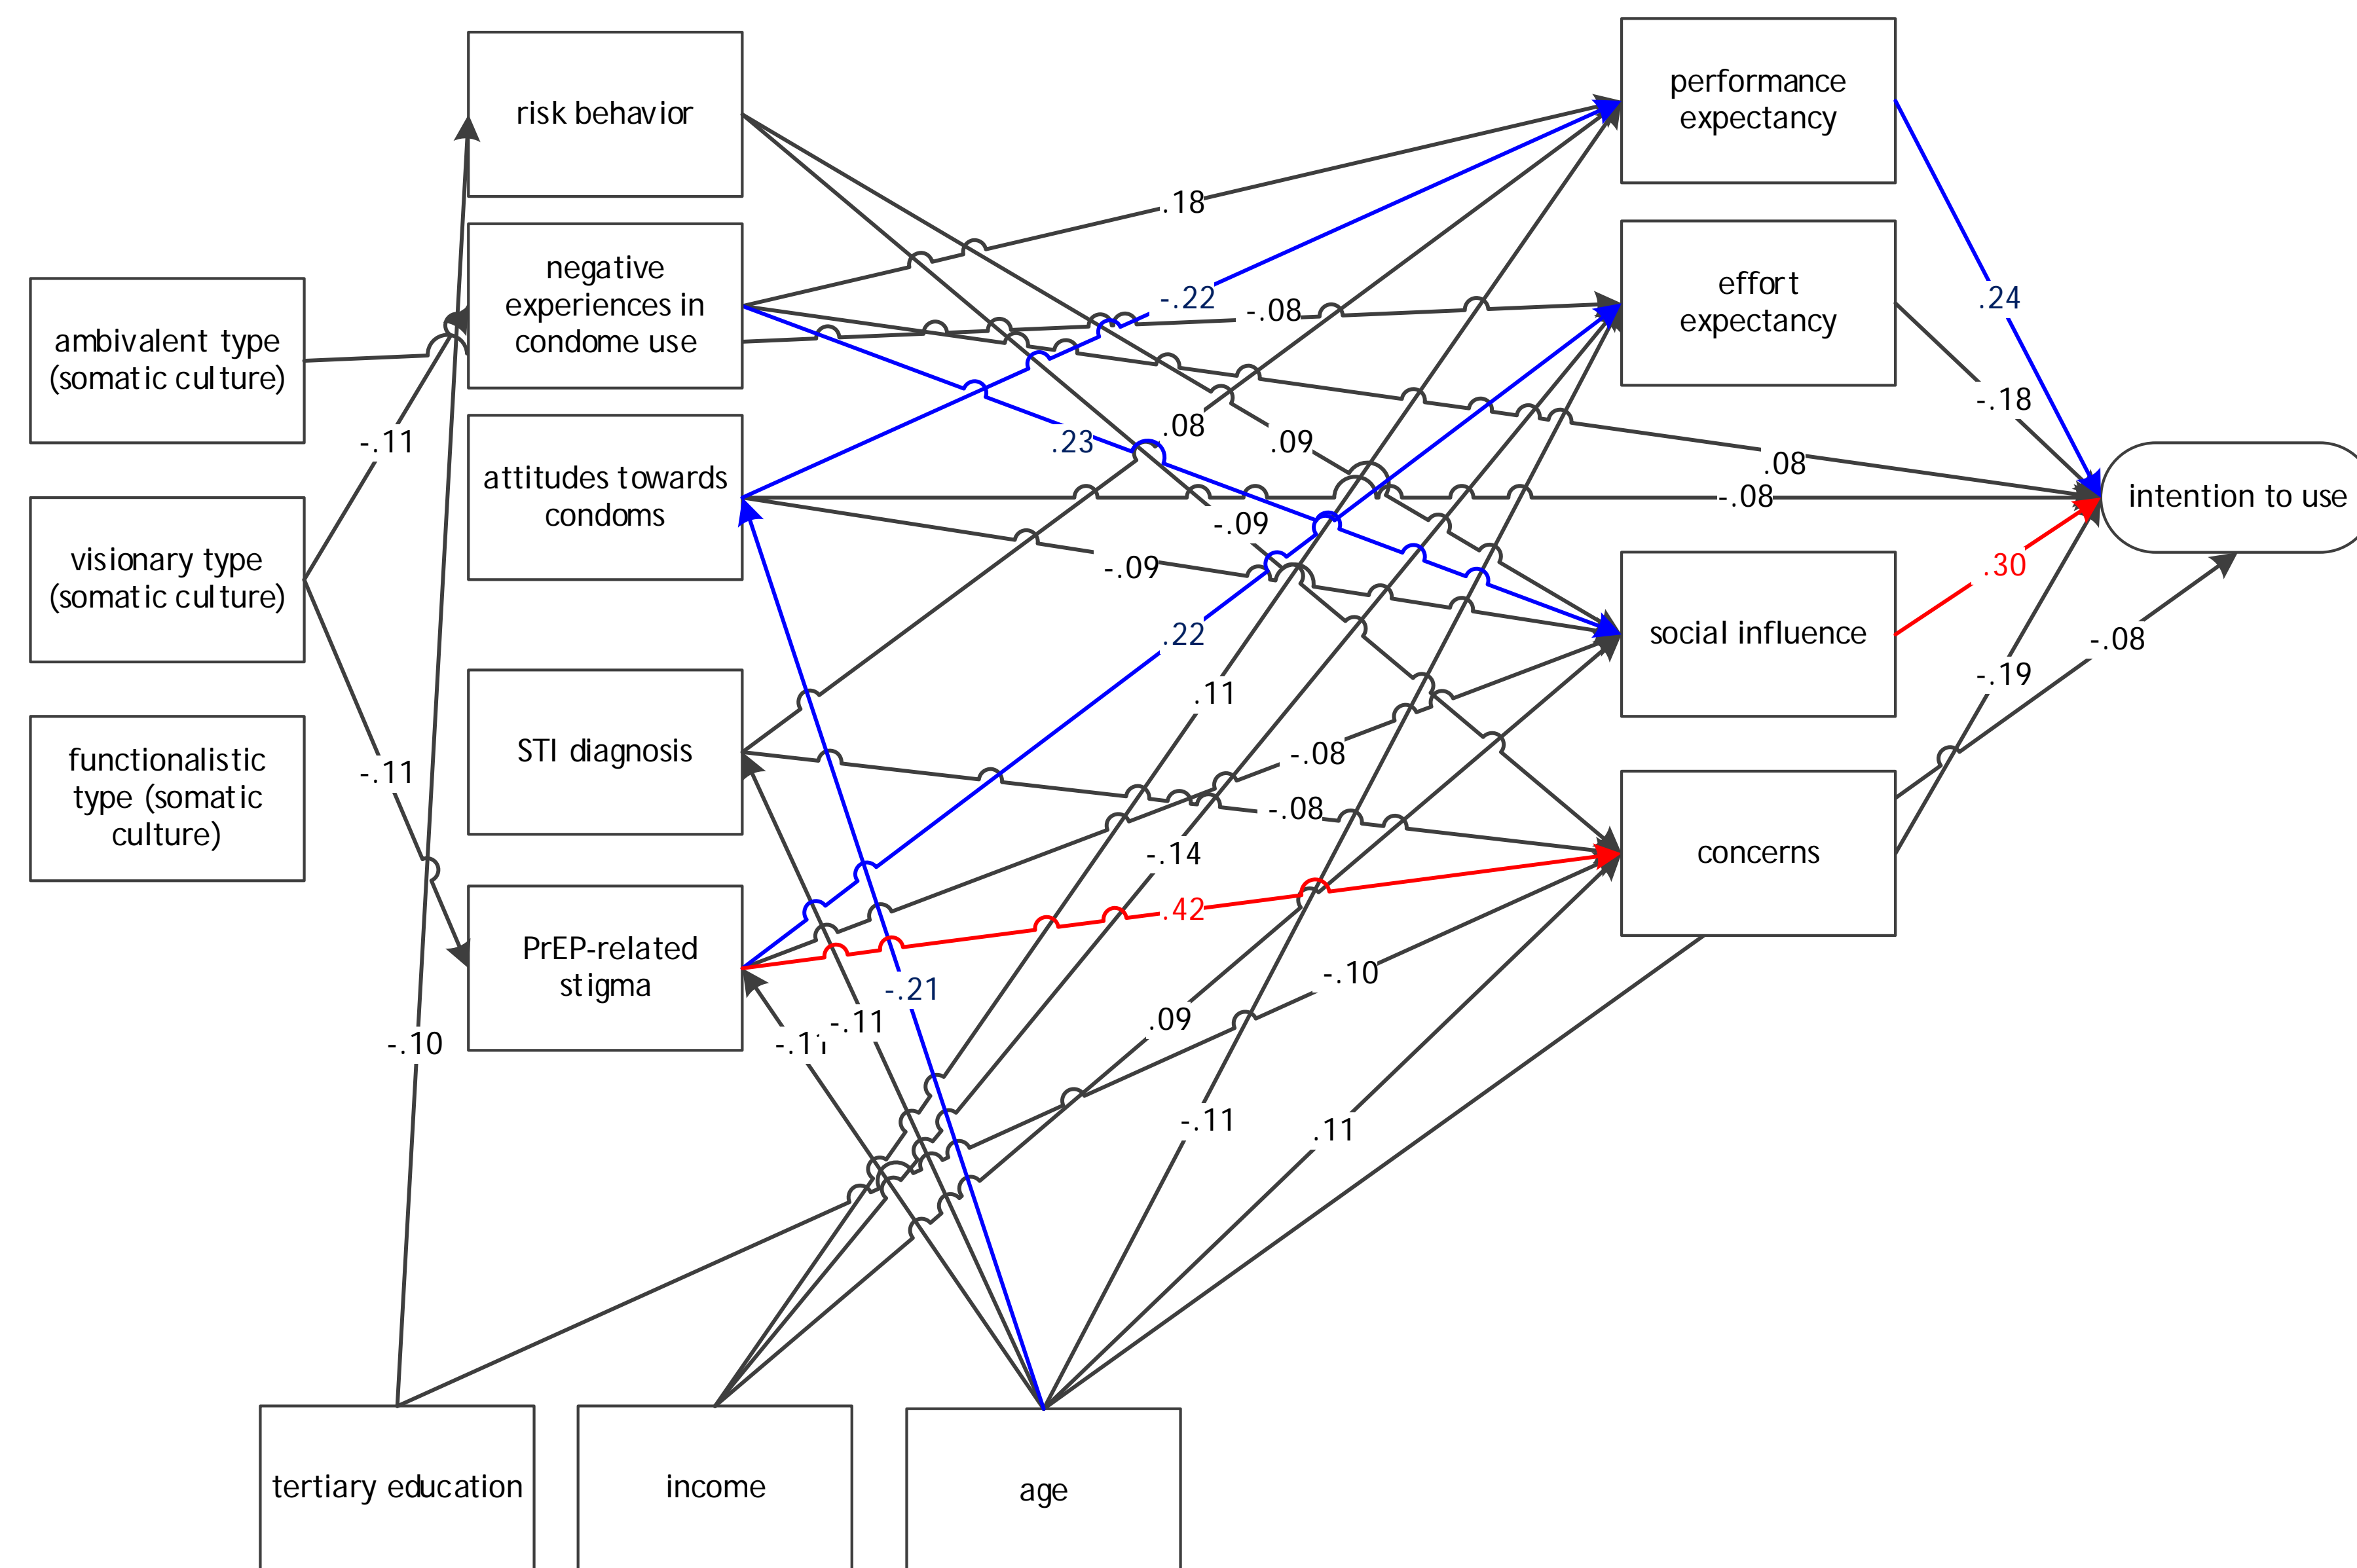 risk behavior
negative
experiences in
condome use
attitudes towards
condoms
STI diagnosis
PrEP-related
stigma
ambivalent type
(somatic culture)
visionary type
(somatic culture)
functionalistic
type (somatic
culture)
performance
expectancy
effort
expectancy
social influence
concerns
intention to use
tertiary education
income
age
.18
-.22
-.08
.24
-.18
-.11
.23
.08
.09
.08
-.08
-.09
-.09
.30
.22
-.08
-.19
.11
-.08
-.11
-.08
-.14
.42
-.10
-.21
-.11
-.11
-.10
.09
-.11
.11